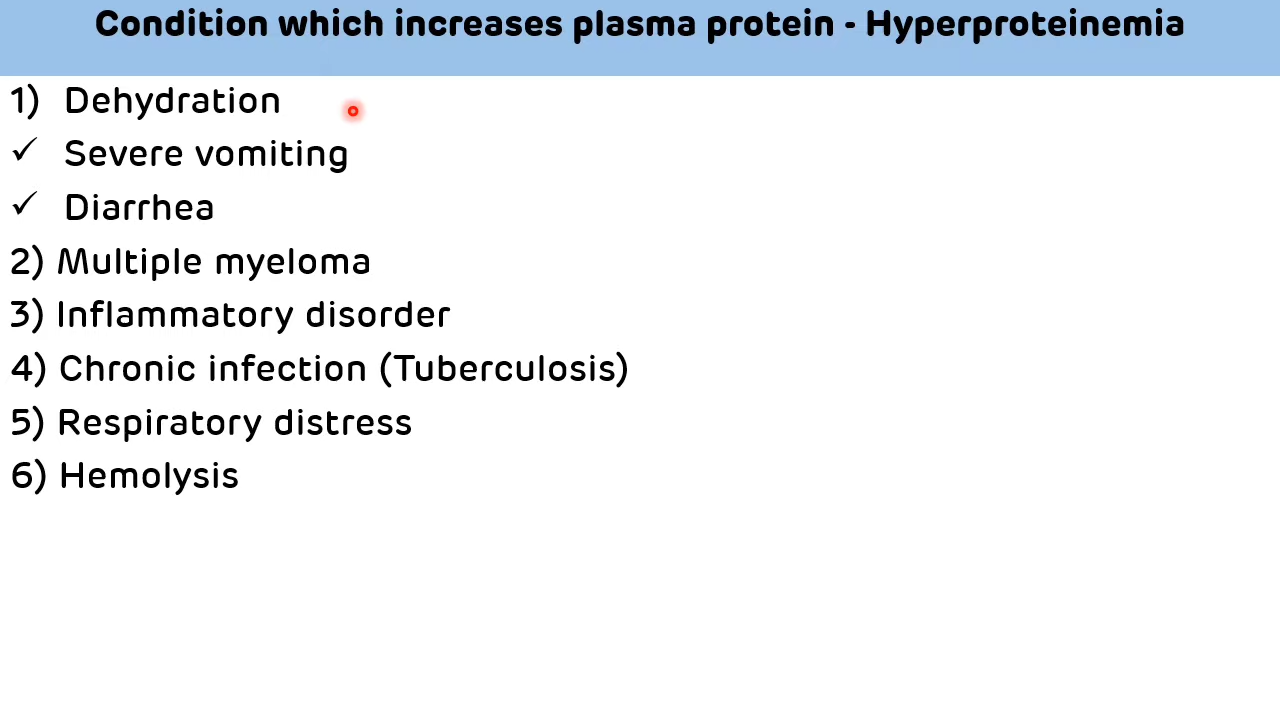 Condition which increases plasma protein - Hyperproteinemia
1) Dehydration
✓ Severe vomiting
✓ Diarrhea
2) Multiple myeloma
3) Inflammatory disorder
4) Chronic infection (Tuberculosis)
5) Respiratory distress
6) Hemolysis